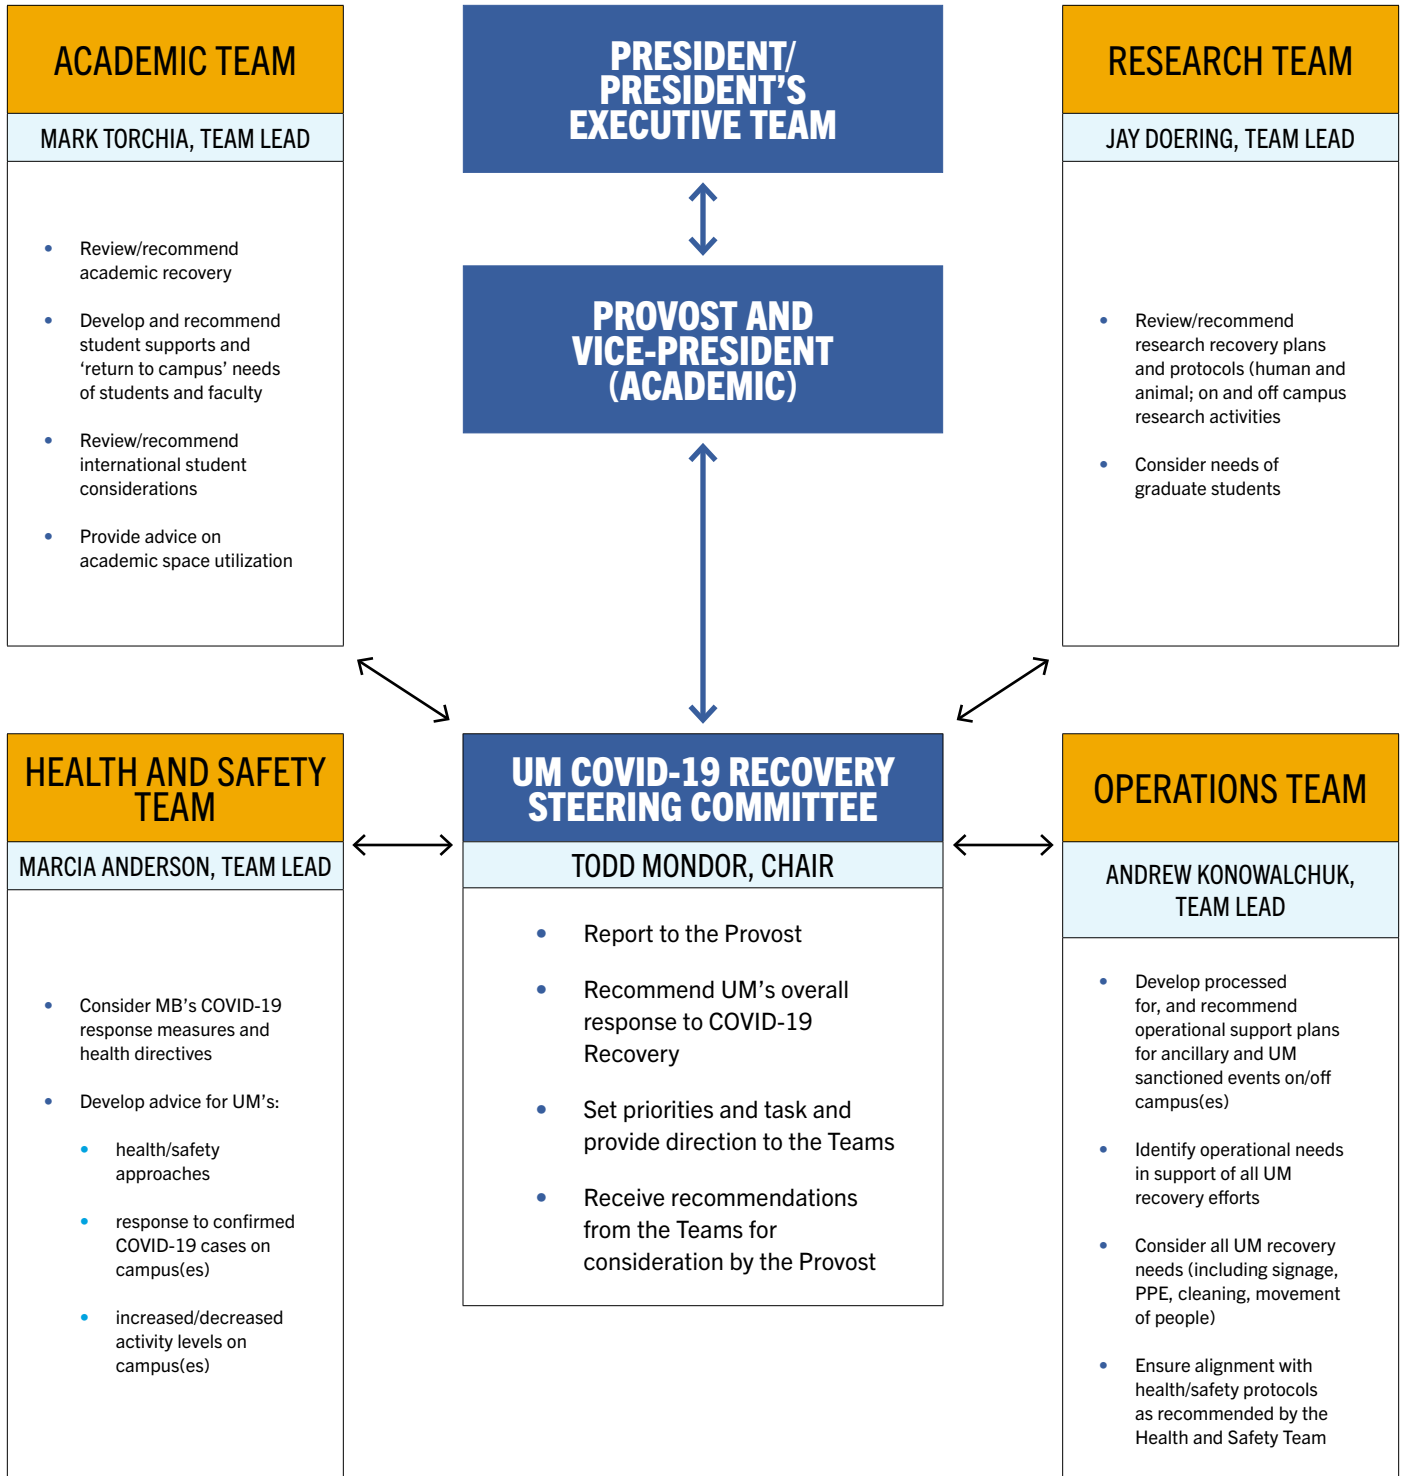 ACADEMIC TEAM
MARK TORCHIA, TEAM LEAD
• Review/recommend
academic recovery
• Develop and recommend
student supports and
‘return to campus’ needs
of students and faculty
• Review/recommend
international student
considerations
• Provide advice on
academic space utilization
PRESIDENT/
PRESIDENT’S
EXECUTIVE TEAM
PROVOST AND
VICE-PRESIDENT
(ACADEMIC)
RESEARCH TEAM
JAY DOERING, TEAM LEAD
• Review/recommend
research recovery plans
and protocols (human and
animal; on and off campus
research activities
• Consider needs of
graduate students
HEALTH AND SAFETY
TEAM
MARCIA ANDERSON, TEAM LEAD
• Consider MB’s COVID-19
response measures and
health directives
• Develop advice for UM’s:
• health/safety
approaches
• response to confirmed
COVID-19 cases on
campus(es)
• increased/decreased
activity levels on
campus(es)
UM COVID-19 RECOVERY
STEERING COMMITTEE
TODD MONDOR, CHAIR
• Report to the Provost
• Recommend UM’s overall
response to COVID-19
Recovery
• Set priorities and task and
provide direction to the Teams
• Receive recommendations
from the Teams for
consideration by the Provost
OPERATIONS TEAM
ANDREW KONOWALCHUK,
TEAM LEAD
• Develop processed
for, and recommend
operational support plans
for ancillary and UM
sanctioned events on/off
campus(es)
• Identify operational needs
in support of all UM
recovery efforts
• Consider all UM recovery
needs (including signage,
PPE, cleaning, movement
of people)
• Ensure alignment with
health/safety protocols
as recommended by the
Health and Safety Team